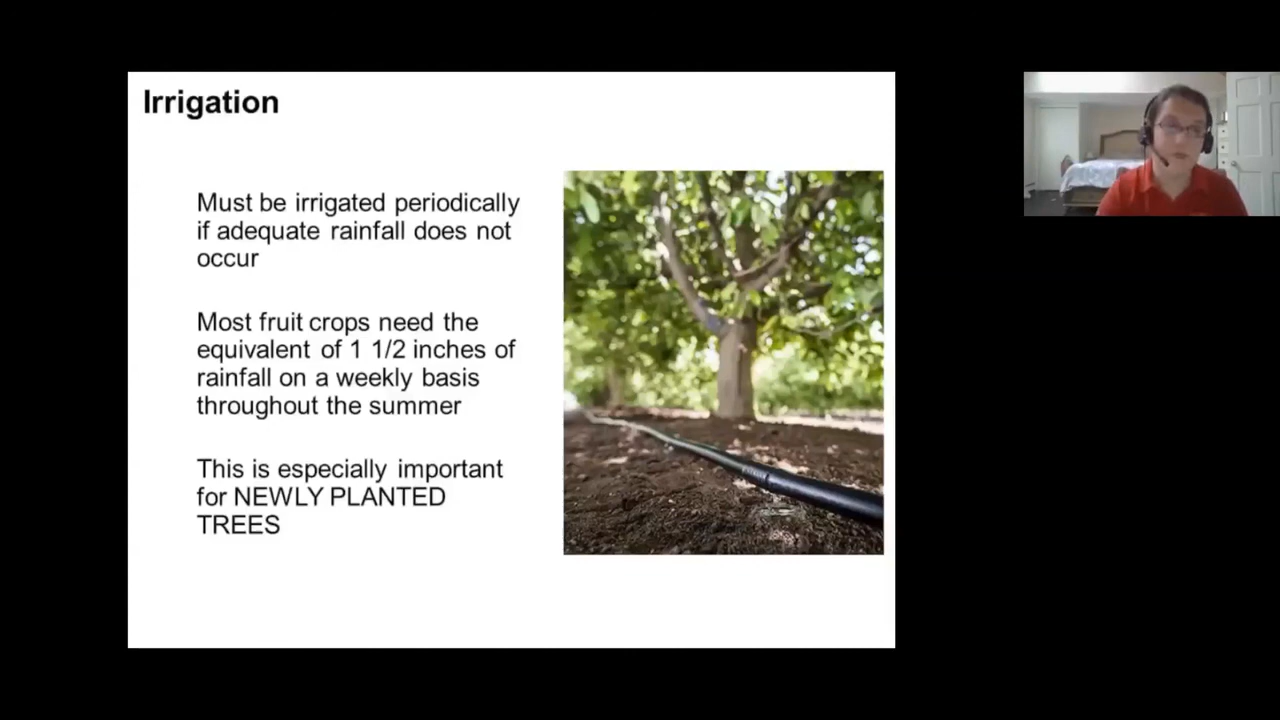 Irrigation
Must be irrigated periodically
if adequate rainfall does not
occur
Most fruit crops need the
equivalent of 1 1/2 inches of
rainfall on a weekly basis
throughout the summer
This is especially important
for NEWLY PLANTED
TREES